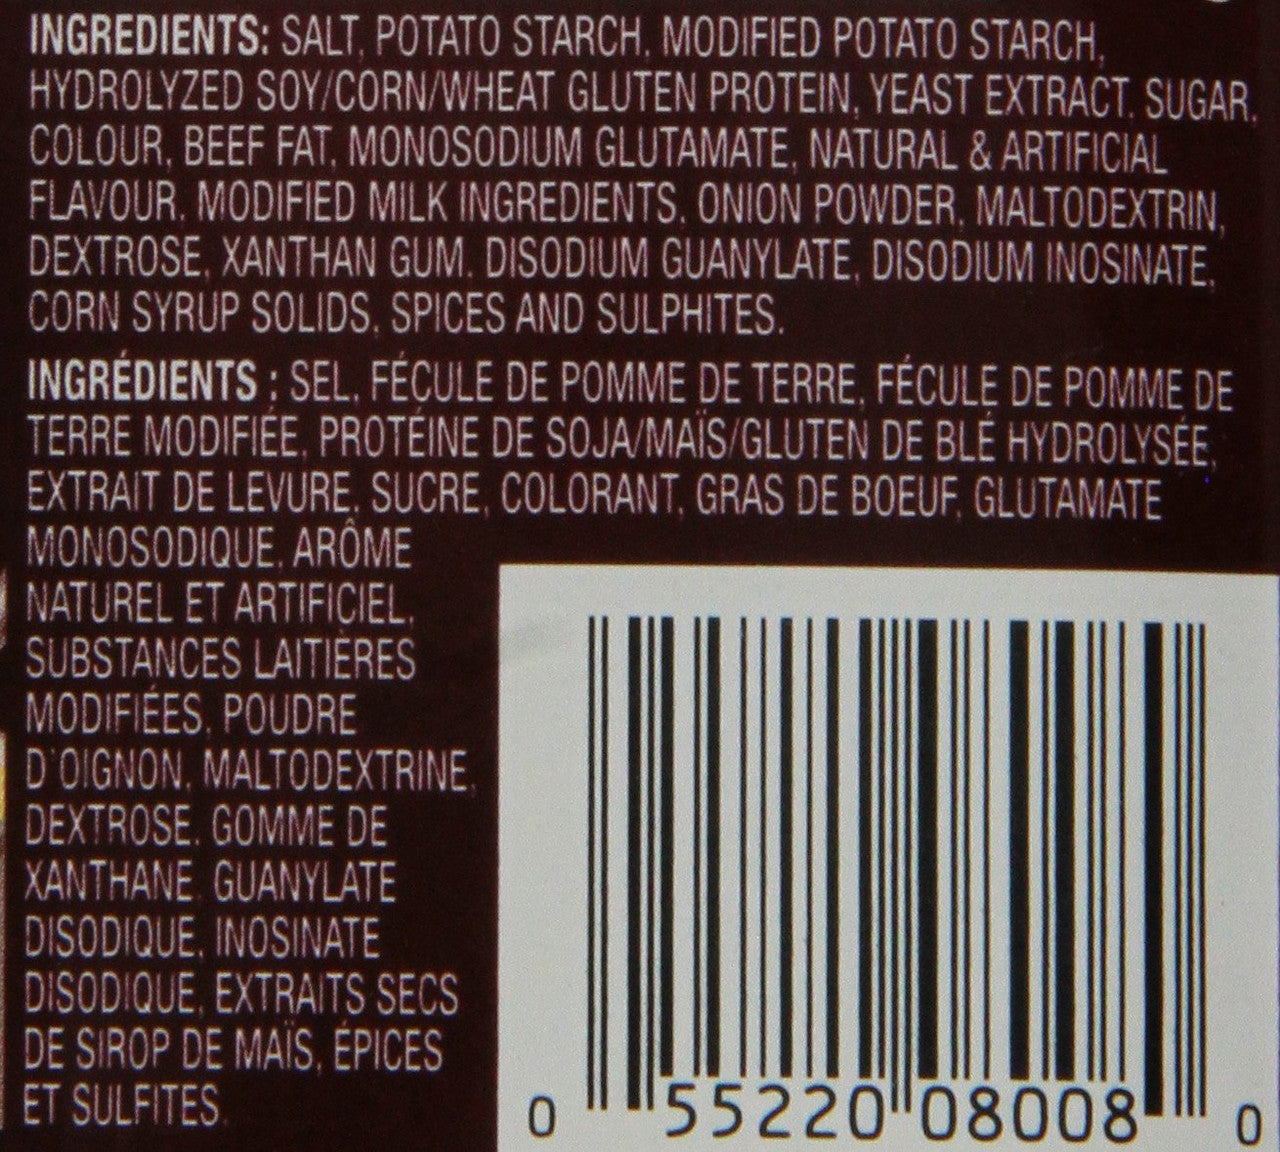 INGREDIENTS: SALT, POTATO STARCH, MODIFIED POTATO STARCH,
HYDROLYZED SOY/CORN/WHEAT GLUTEN PROTEIN, YEAST EXTRACT, SUGAR,
COLOUR, BEEF FAT, MONOSODIUM GLUTAMATE, NATURAL & ARTIFICIAL
FLAVOUR, MODIFIED MILK INGREDIENTS, ONION POWDER, MALTODEXTRIN,
DEXTROSE, XANTHAN GUM, DISODIUM GUANYLATE, DISODIUM INOSINATE,
CORN SYRUP SOLIDS, SPICES AND SULPHITES.
INGRÉDIENTS : SEL, FÉCULE DE POMME DE TERRE, FÉCULE DE POMME DE
TERRE MODIFIÉE, PROTÉINE DE SOJA/MAÏS/GLUTEN DE BLÉ HYDROLYSÉE,
EXTRAIT DE LEVURE, SUCRE, COLORANT, GRAS DE BOEUF, GLUTAMATE
MONOSODIQUE, ARÔME
NATUREL ET ARTIFICIEL,
SUBSTANCES LAITIÈRES
MODIFIÉES, POUDRE
D'OIGNON, MALTODEXTRINE,
DEXTROSE, GOMME DE
XANTHANE, GUANYLATE
DISODIQUE, INOSINATE
DISODIQUE, EXTRAITS SECS
DE SIROP DE MAÏS, ÉPICES
ET SULFITES.
0 55220 08008 0